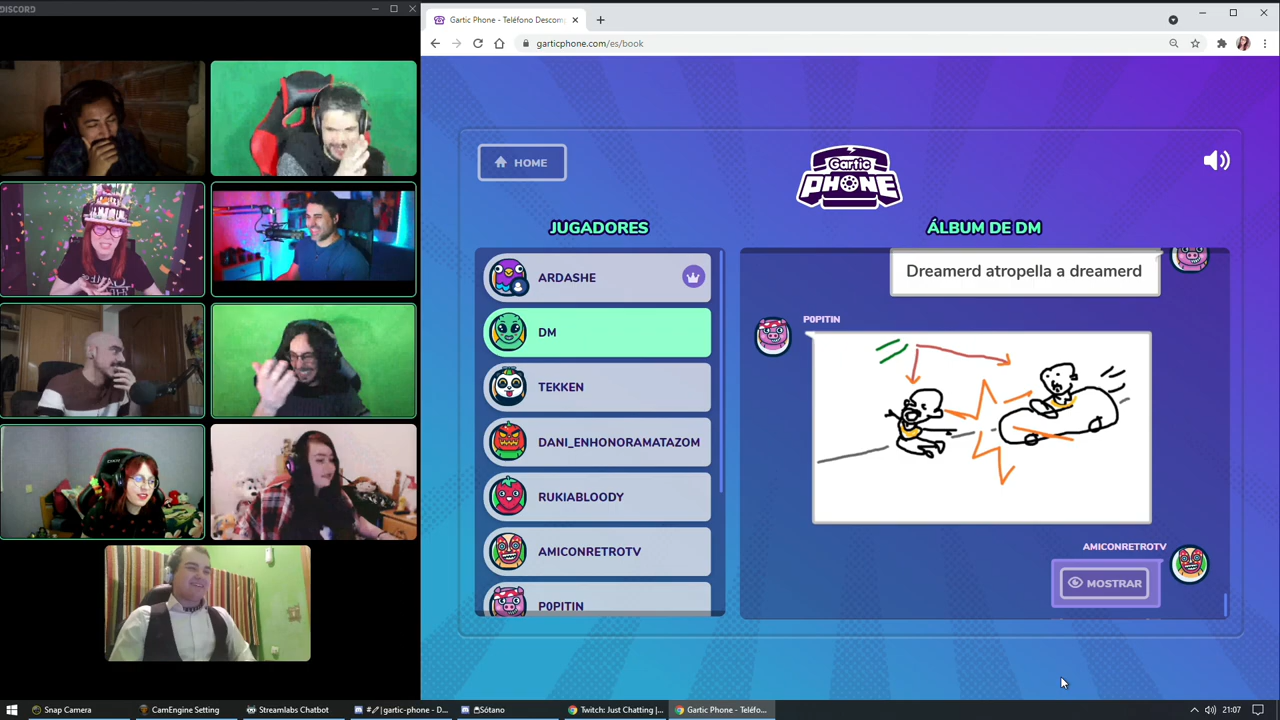 DISCORD
Gartic Phone - Teléfono Descom
garticphone.com/es/book
HOME
Gartic
PHONE
JUGADORES
ÁLBUM DE DM
ARDASHE
DM
TEKKEN
DANI_ENHONORAMATAZOM
RUKIABLOODY
AMICONRETROTV
P0PITIN
Dreamerd atropella a dreamerd
P0PITIN
AMICONRETROTV
MOSTRAR
Snap Camera
CamEngine Setting
Streamlabs Chatbot
#🖌️ | gartic-phone - D...
Sótano
Twitch: Just Chatting |...
Gartic Phone - Teléfo...
21:07